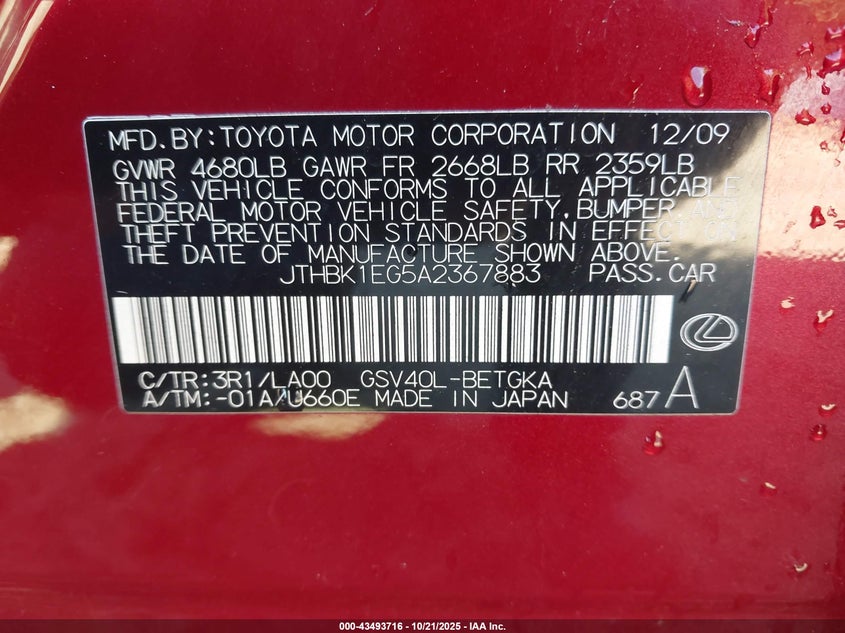 MFD.BY:TOYOTA MOTOR CORPORATION 12/09
GVWR 4680LB GAWR FR 2668LB RR 2359LB
THIS VEHICLE CONFORMS TO ALL APPLICABLE
FEDERAL MOTOR VEHICLE SAFETY,BUMPER,AND
THEFT PREVENTION STANDARDS IN EFFECT ON
THE DATE OF MANUFACTURE SHOWN ABOVE.
JTHBK1EG5A2367883 PASS.CAR
C/TR:3R1/LA00 GSV40L-BETGKA
A/TM:-01A/U660E MADE IN JAPAN 687 A
000-43493716 - 10/21/2025 - IAA Inc.